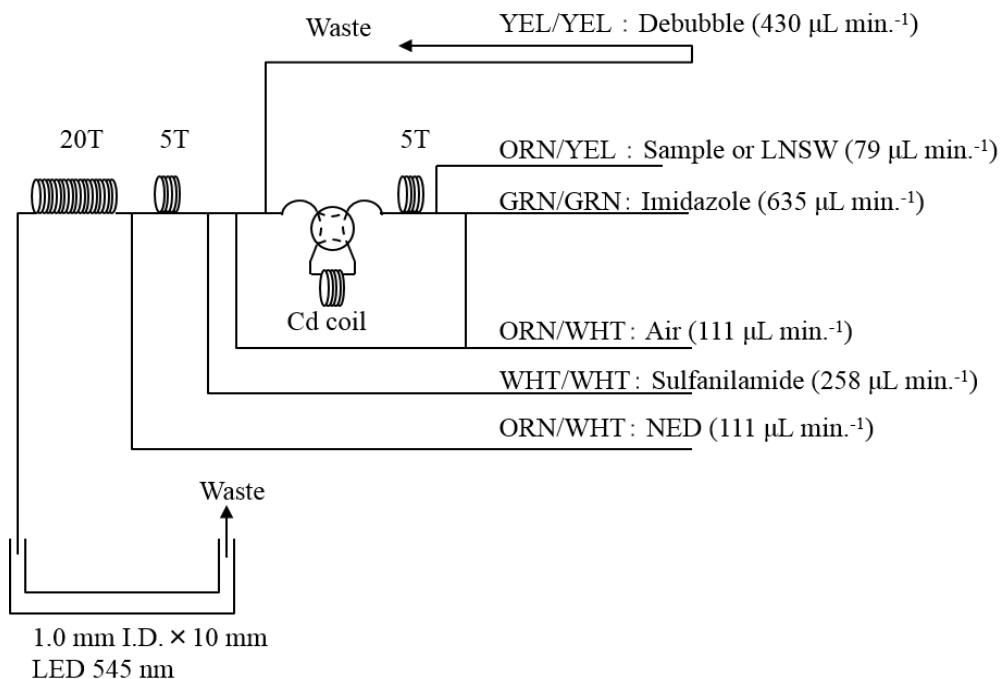 Waste
YEL/YEL : Debubble (430 μL min.-1)
20T
5T
5T
ORN/YEL : Sample or LNSW (79 μL min.-1)
GRN/GRN: Imidazole (635 μL min.-1)
Cd coil
ORN/WHT: Air (111 μL min.-1)
WHT/WHT: Sulfanilamide (258 μL min.-1)
ORN/WHT: NED (111 μL min.-1)
Waste
1.0 mm I.D. × 10 mm
LED 545 nm